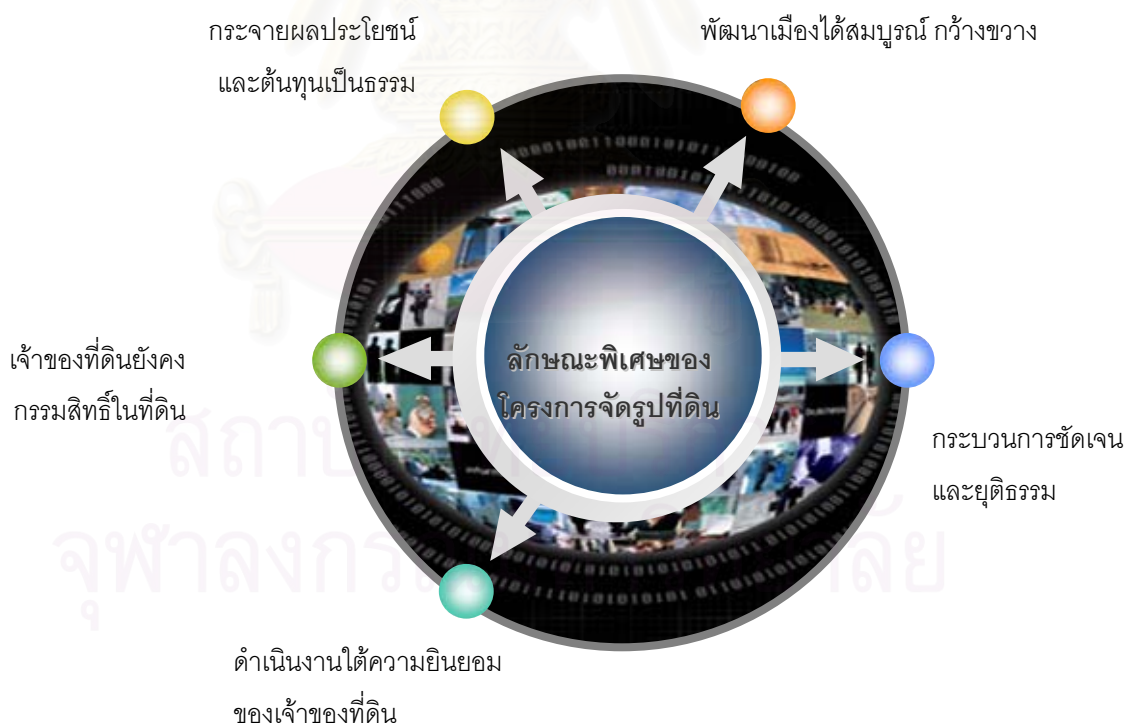 กระจายผลประโยชน์
และต้นทุนเป็นธรรม
พัฒนาเมืองได้สมบูรณ์ กว้างขวาง
ลักษณะพิเศษของ
โครงการจัดรูปที่ดิน
เจ้าของที่ดินยังคง
กรรมสิทธิ์ในที่ดิน
กระบวนการชัดเจน
และยุติธรรม
ดำเนินงานใต้ความยินยอม
ของเจ้าของที่ดิน